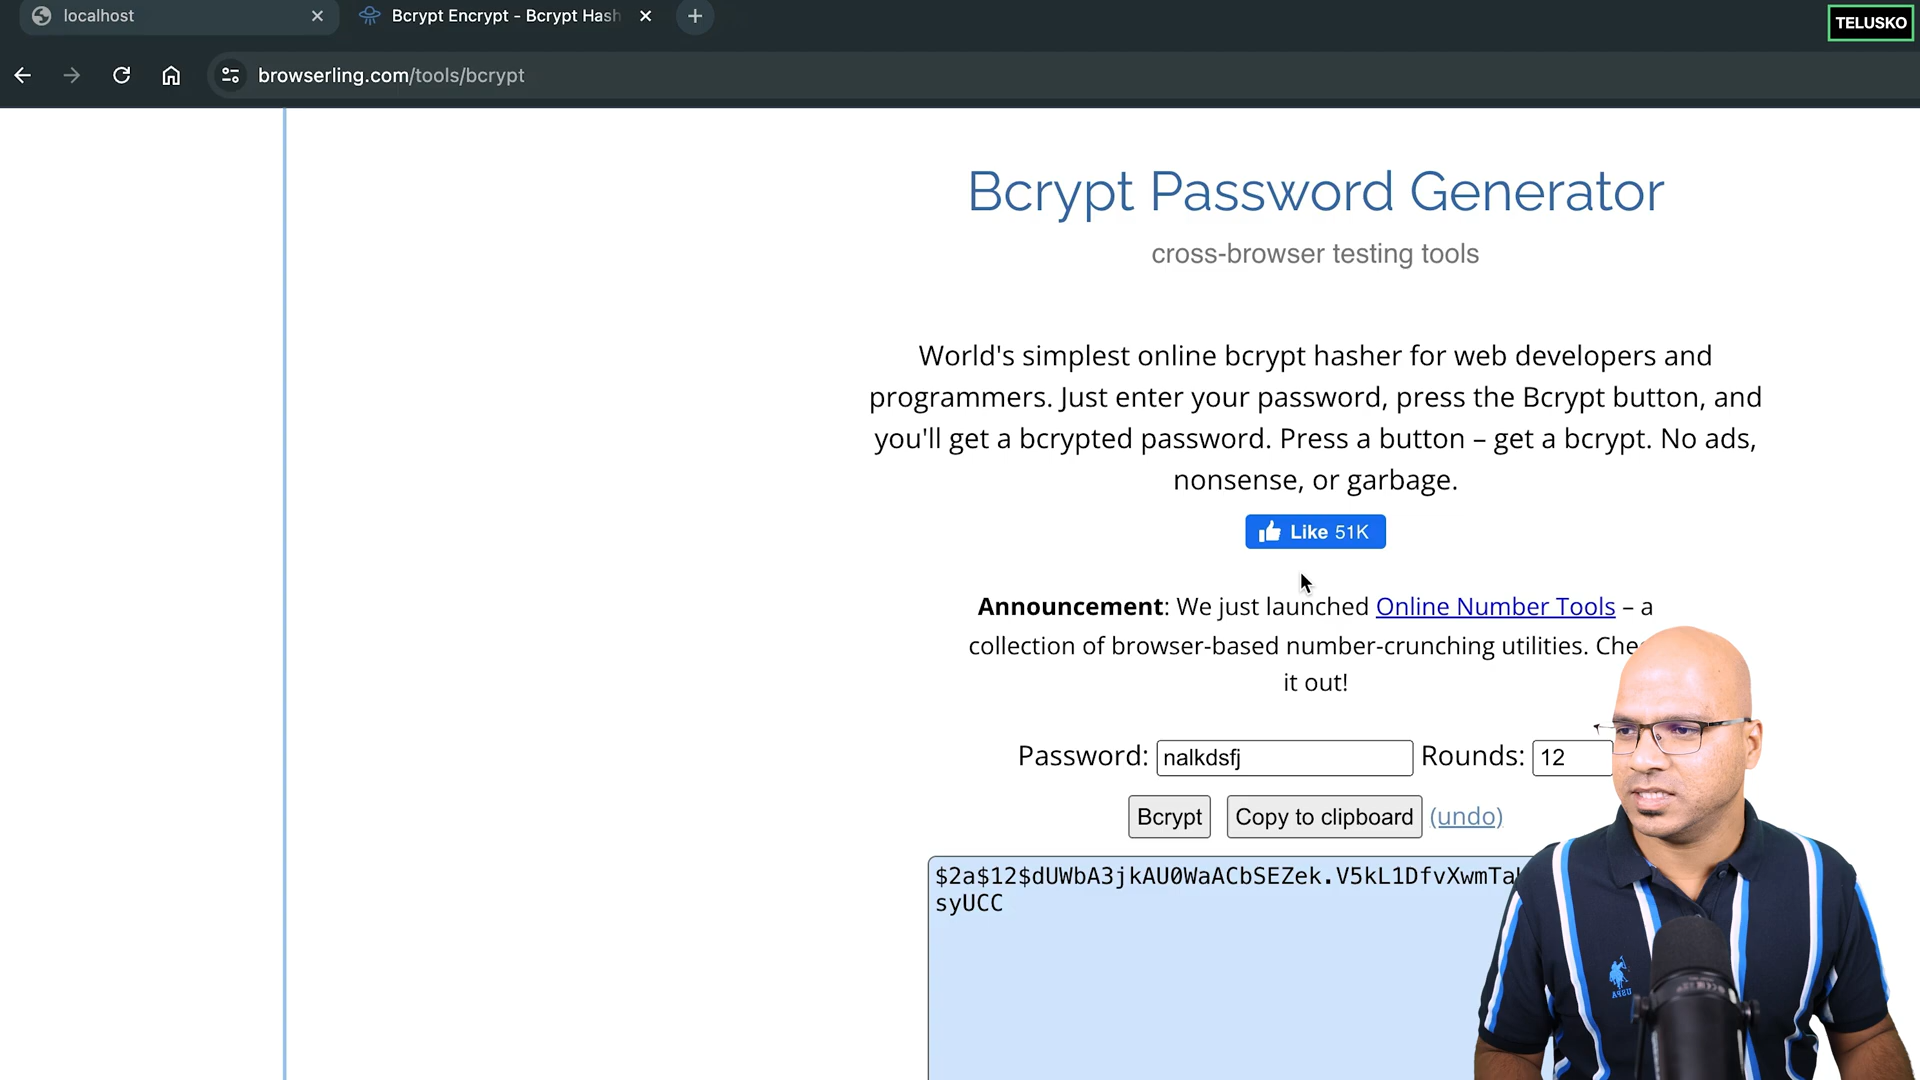 localhost
Bcrypt Encrypt - Bcrypt Hash
TELUSKO
browserling.com/tools/bcrypt
Bcrypt Password Generator
cross-browser testing tools
World's simplest online bcrypt hasher for web developers and
programmers. Just enter your password, press the Bcrypt button, and
you'll get a bcrypted password. Press a button – get a bcrypt. No ads,
nonsense, or garbage.
Like 51K
Announcement: We just launched Online Number Tools – a
collection of browser-based number-crunching utilities.
it out!
Password: nalkdsfj Rounds: 12
Bcrypt Copy to clipboard (undo)
$2a$12$dUWbA3jkAU0WaACbSEZek.V5kL1DfvXwmTa
syUCC
USPA